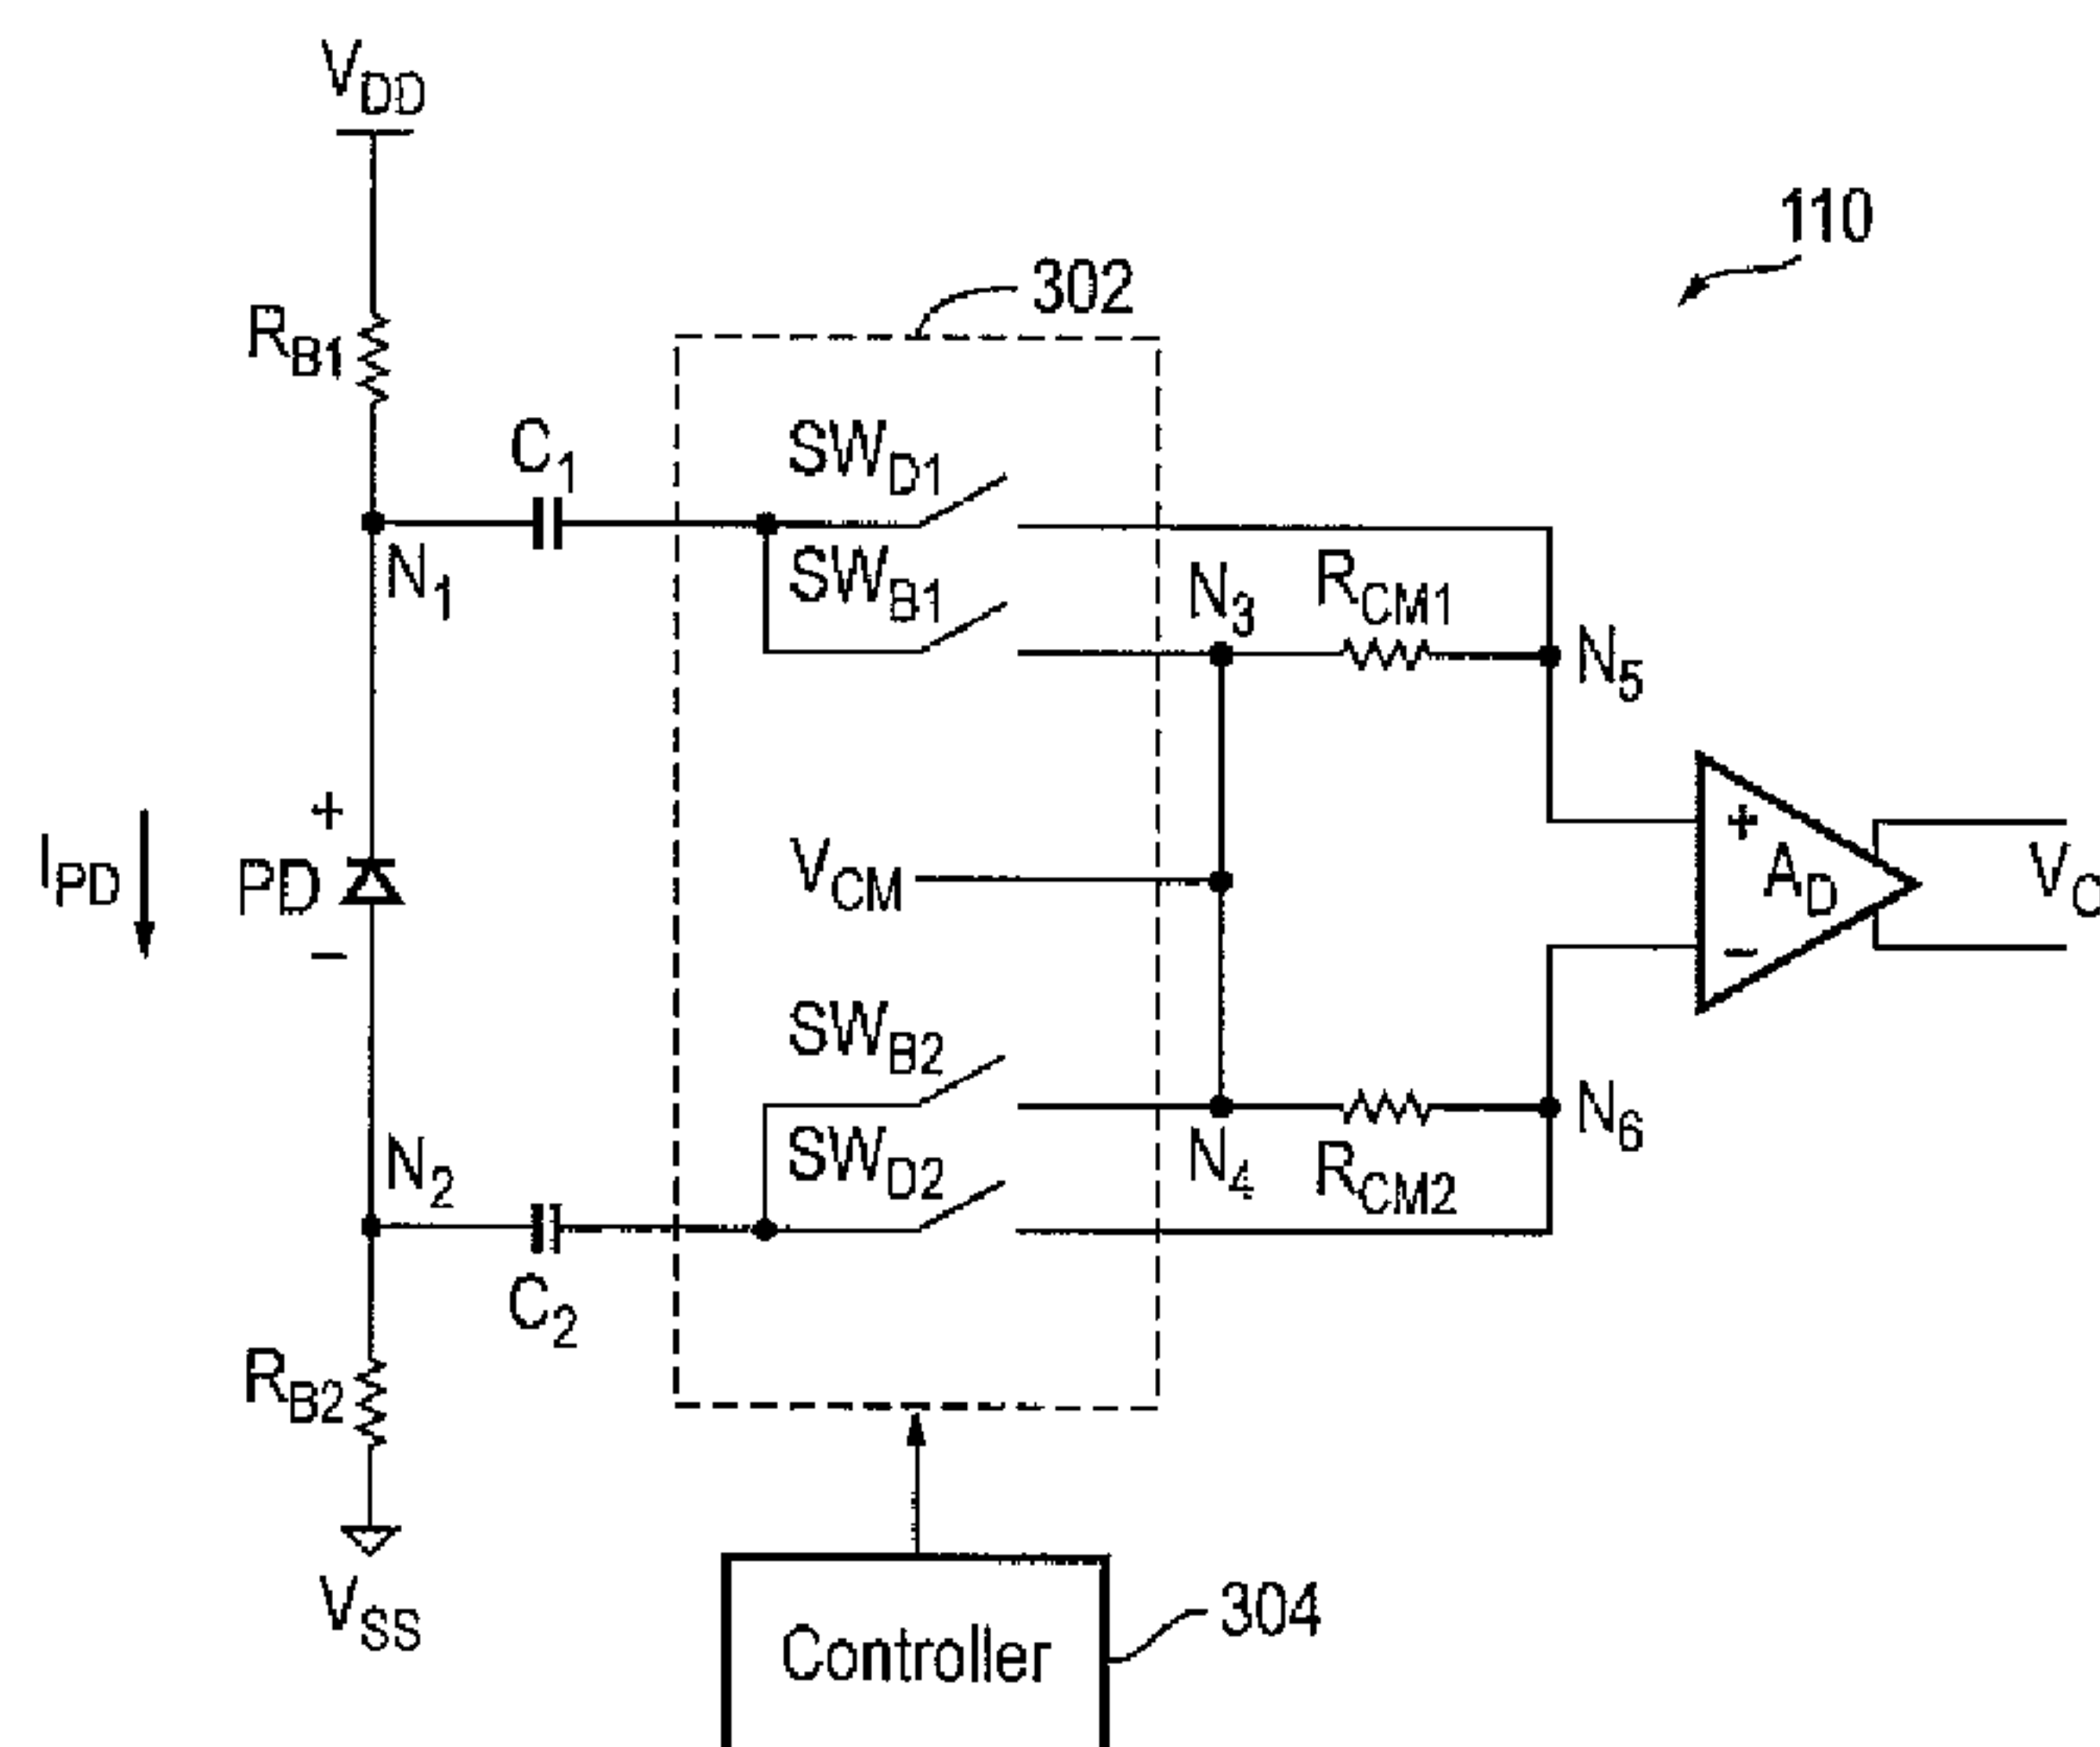 V_DD
110
302
R_B1
C_1
SW_D1
N_1
SW_B1
N_3
R_CM1
N_5
+
I_PD
PD
−
V_CM
+
A_D
−
V_O
SW_B2
N_2
SW_D2
N_4
R_CM2
N_6
C_2
R_B2
V_SS
304
Controller